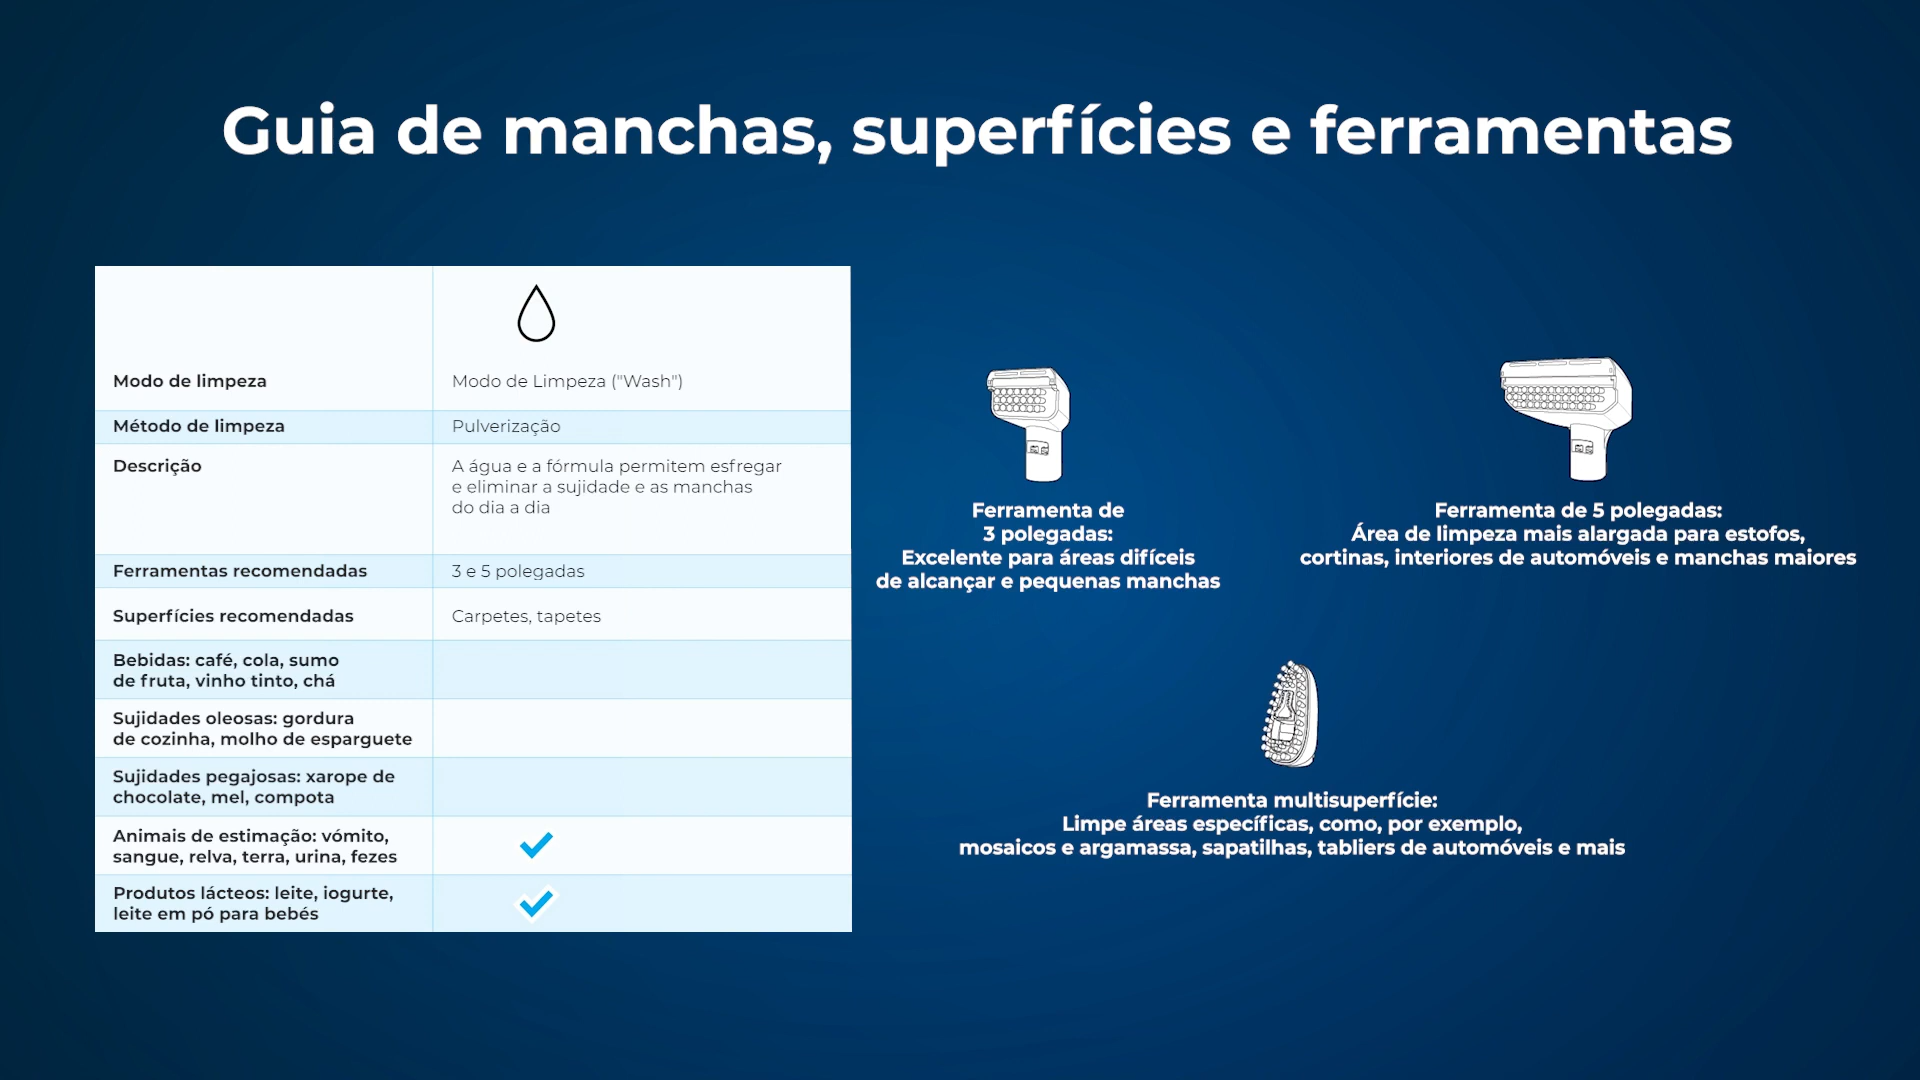 Guia de manchas, superfícies e ferramentas
Modo de limpeza
Modo de Limpeza ("Wash")
Método de limpeza
Pulverização
Descrição
A água e a fórmula permitem esfregar
e eliminar a sujidade e as manchas
do dia a dia
Ferramentas recomendadas
3 e 5 polegadas
Superfícies recomendadas
Carpetes, tapetes
Bebidas: café, cola, sumo
de fruta, vinho tinto, chá
Sujidades oleosas: gordura
de cozinha, molho de esparguete
Sujidades pegajosas: xarope de
chocolate, mel, compota
Animais de estimação: vómito,
sangue, relva, terra, urina, fezes
Produtos lácteos: leite, iogurte,
leite em pó para bebés
Ferramenta de
3 polegadas:
Excelente para áreas difíceis
de alcançar e pequenas manchas
Ferramenta de 5 polegadas:
Área de limpeza mais alargada para estofos,
cortinas, interiores de automóveis e manchas maiores
Ferramenta multisuperfície:
Limpe áreas específicas, como, por exemplo,
mosaicos e argamassa, sapatilhas, tabliers de automóveis e mais